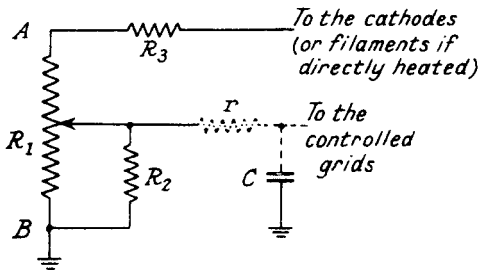 A
R3
To the cathodes
(or filaments if
directly heated)
R1
r
To the
controlled
grids
R2
C
B